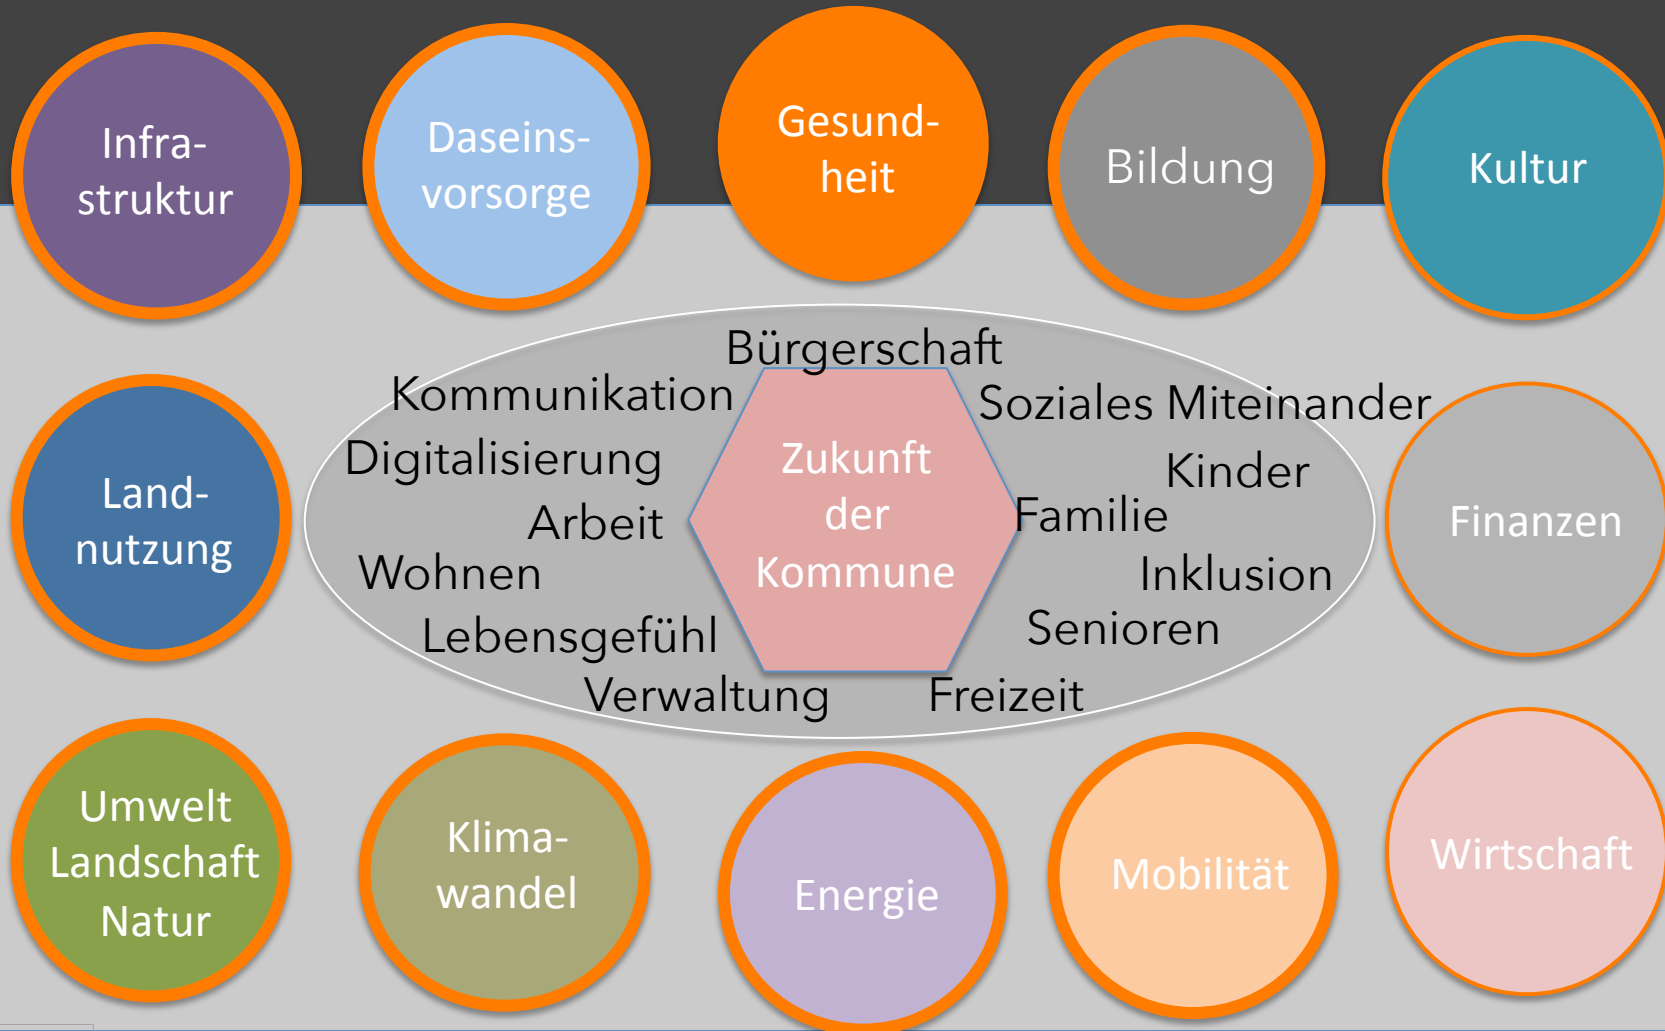 Infra-
struktur
Daseins-
vorsorge
Gesund-
heit
Bildung
Kultur
Bürgerschaft
Kommunikation
Soziales Miteinander
Digitalisierung
Kinder
Arbeit
Familie
Wohnen
Inklusion
Lebensgefühl
Senioren
Verwaltung
Freizeit
Zukunft
der
Kommune
Land-
nutzung
Finanzen
Umwelt
Landschaft
Natur
Klima-
wandel
Energie
Mobilität
Wirtschaft